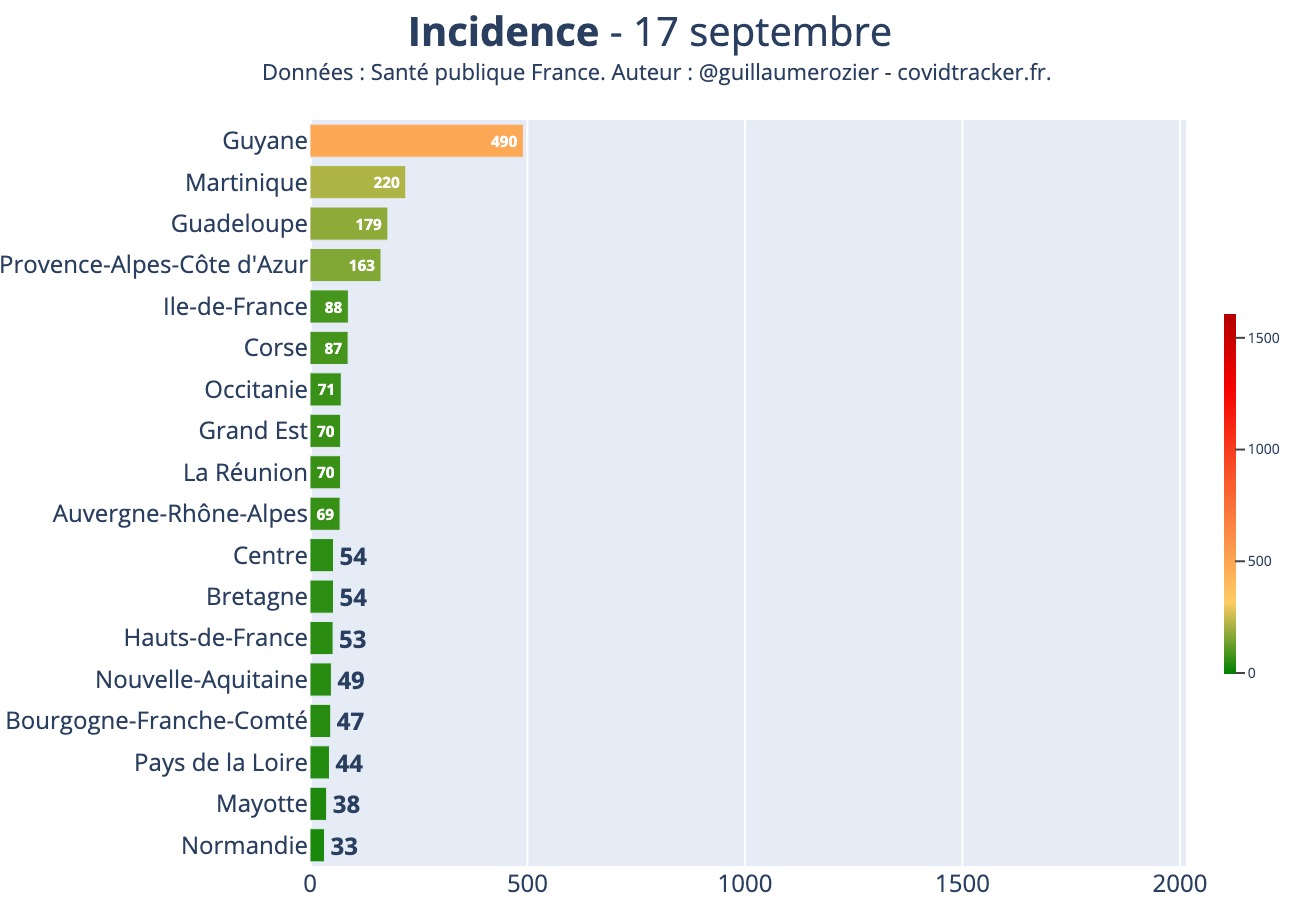 Incidence - 17 septembre
Données : Santé publique France. Auteur : @guillaumerozier - covidtracker.fr.
Guyane 490
Martinique 220
Guadeloupe 179
Provence-Alpes-Côte d'Azur 163
Ile-de-France 88
Corse 87
Occitanie 71
Grand Est 70
La Réunion 70
Auvergne-Rhône-Alpes 69
Centre 54
Bretagne 54
Hauts-de-France 53
Nouvelle-Aquitaine 49
Bourgogne-Franche-Comté 47
Pays de la Loire 44
Mayotte 38
Normandie 33
0 500 1000 1500 2000
1500
1000
500
0